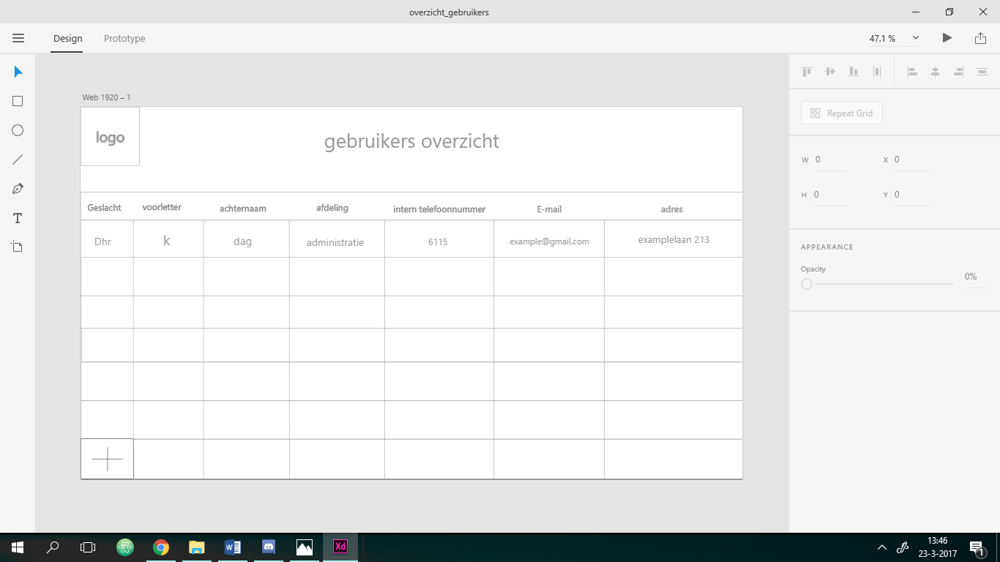 overzicht_gebruikers
Design Prototype 47.1 %
Web 1920 – 1
logo
gebruikers overzicht
Geslacht voorletter achternaam afdeling intern telefoonnummer E-mail adres
Dhr k dag administratie 6115 example@gmail.com examplelaan 213
Repeat Grid
W 0 X 0
H 0 Y 0
APPEARANCE
Opacity
0%
W Xd
13:46
23-3-2017
1